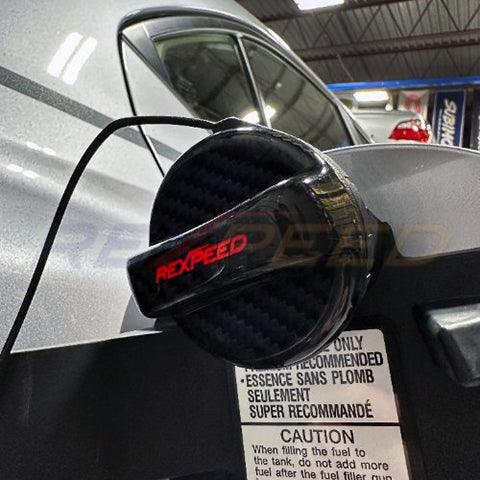 REXPEED
REXPEED
ONLY
RECOMMENDED
•ESSENCE SANS PLOMB
SEULEMENT
SUPER RECOMMANDÉ
CAUTION
When filling the fuel to
the tank, do not add more
fuel after the fuel filler gun